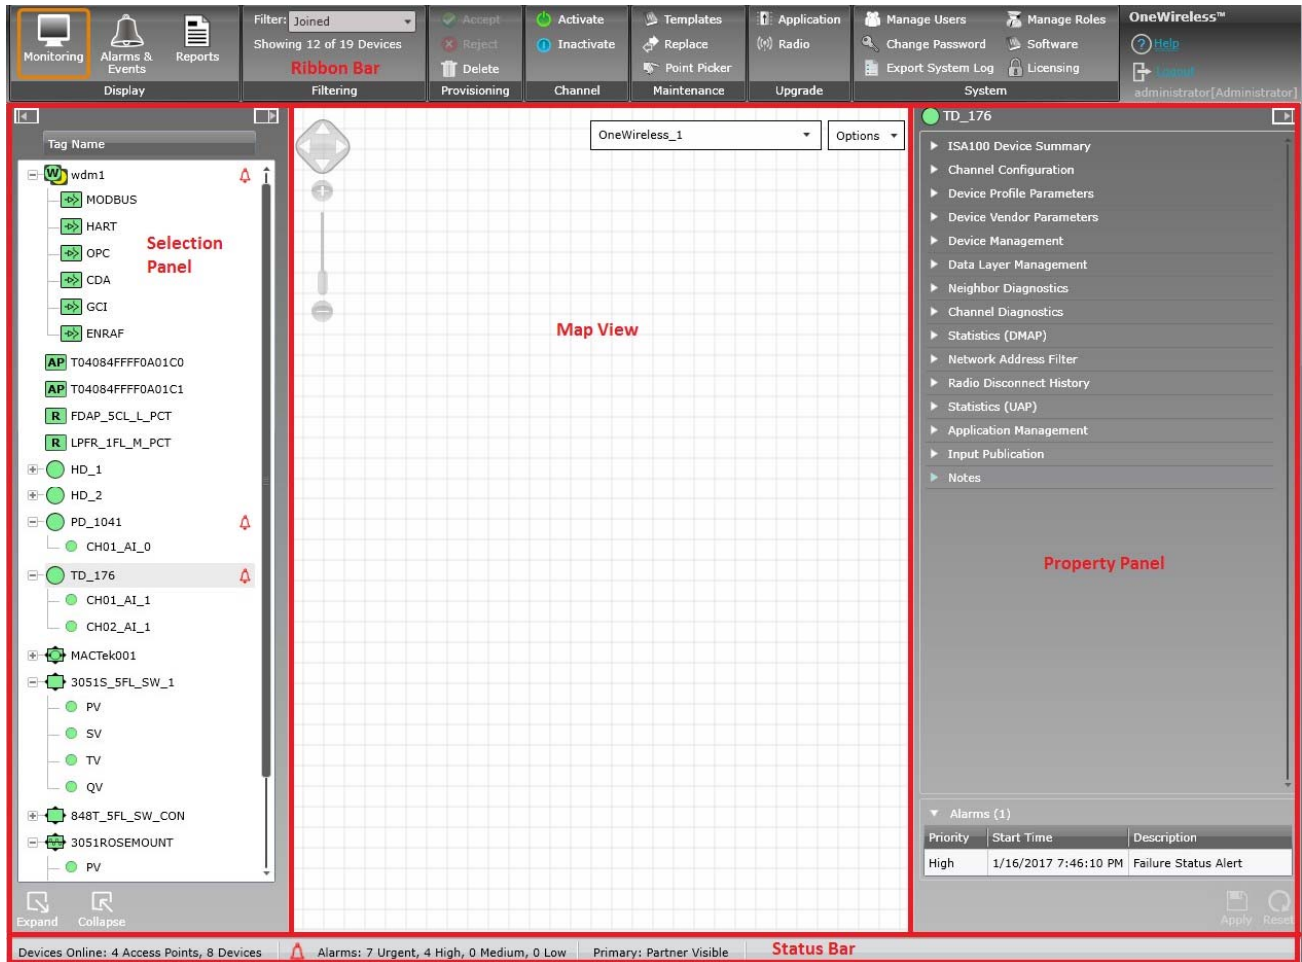 Filter: Joined
Showing 12 of 19 Devices
Ribbon Bar
Filtering
Monitoring
Alarms & Events
Reports
Display
Accept
Reject
Delete
Provisioning
Activate
Inactivate
Channel
Templates
Replace
Point Picker
Maintenance
Application
Radio
Upgrade
Manage Users
Change Password
Export System Log
Manage Roles
Software
Licensing
System
OneWireless™
Help
Logout
administrator[Administrator]
Tag Name
W wdm1
MODBUS
HART
OPC
CDA
GCI
ENRAF
Selection
Panel
AP T04084FFFF0A01C0
AP T04084FFFF0A01C1
R FDAP_5CL_L_PCT
R LPFR_1FL_M_PCT
HD_1
HD_2
PD_1041
CH01_AI_0
TD_176
CH01_AI_1
CH02_AI_1
MACTek001
3051S_5FL_SW_1
PV
SV
TV
QV
848T_5FL_SW_CON
3051ROSEMOUNT
PV
Expand
Collapse
OneWireless_1
Options
Map View
TD_176
ISA100 Device Summary
Channel Configuration
Device Profile Parameters
Device Vendor Parameters
Device Management
Data Layer Management
Neighbor Diagnostics
Channel Diagnostics
Statistics (DMAP)
Network Address Filter
Radio Disconnect History
Statistics (UAP)
Application Management
Input Publication
Notes
Property Panel
Alarms (1)
Priority Start Time Description
High 1/16/2017 7:46:10 PM Failure Status Alert
Apply
Reset
Devices Online: 4 Access Points, 8 Devices
Alarms: 7 Urgent, 4 High, 0 Medium, 0 Low
Primary: Partner Visible
Status Bar